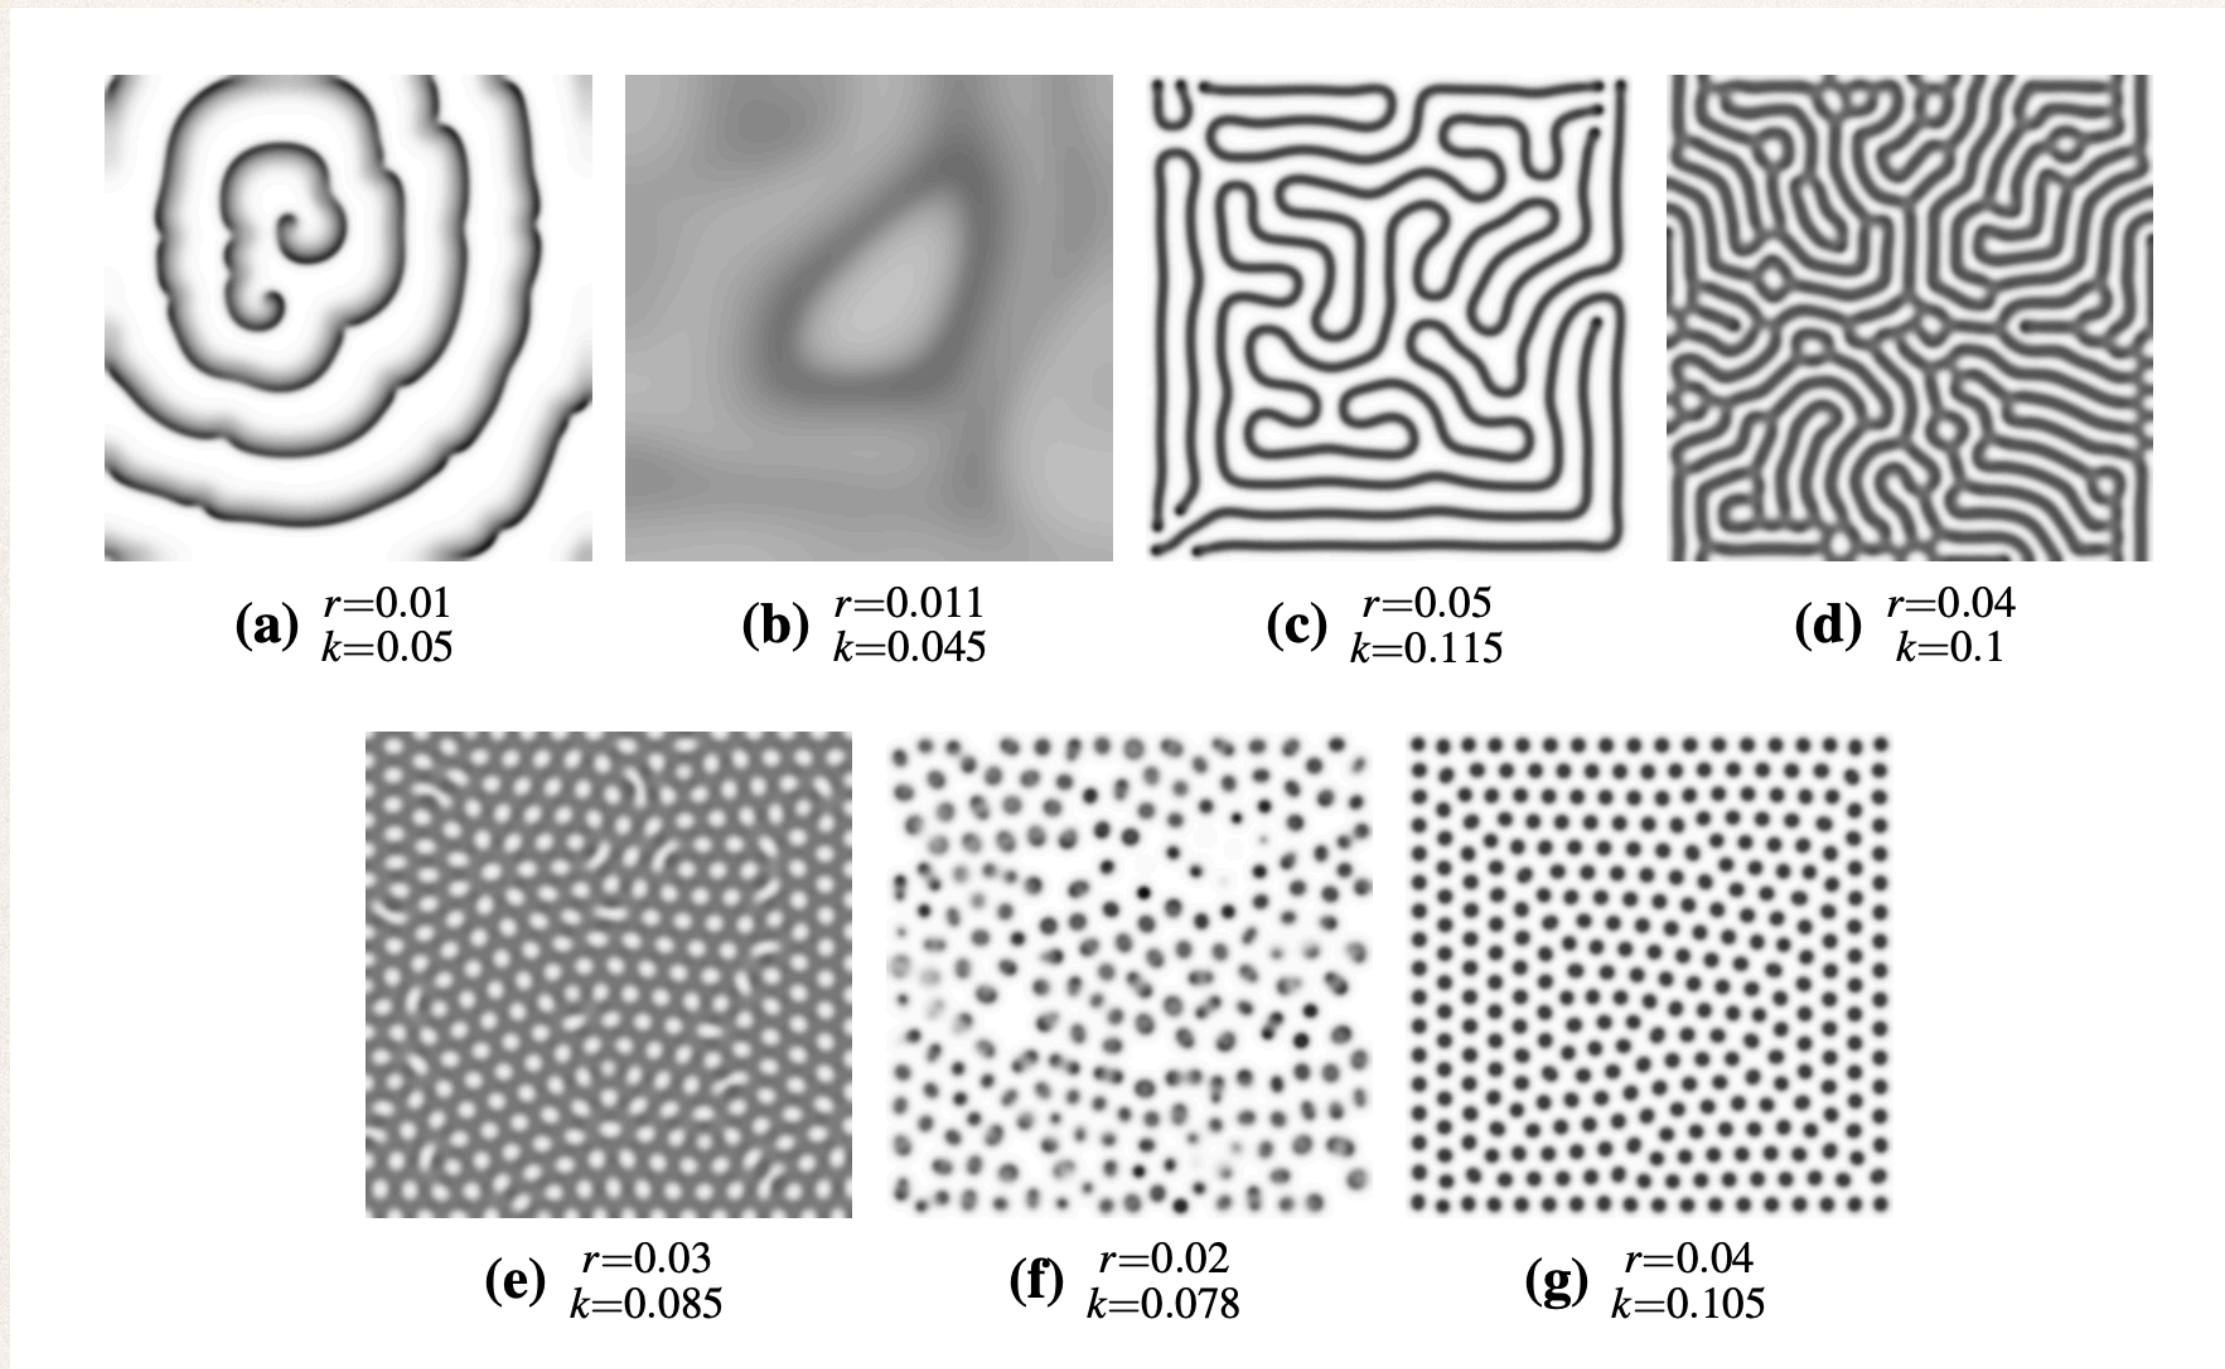 (a) r=0.01
k=0.05
(b) r=0.011
k=0.045
(c) r=0.05
k=0.115
(d) r=0.04
k=0.1
(e) r=0.03
k=0.085
(f) r=0.02
k=0.078
(g) r=0.04
k=0.105